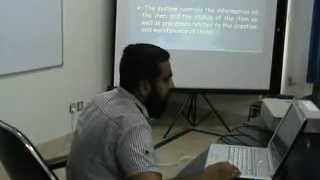 • The system controls the information on
the item and the status of the item as
well as processes related to the creation
and maintenance of items